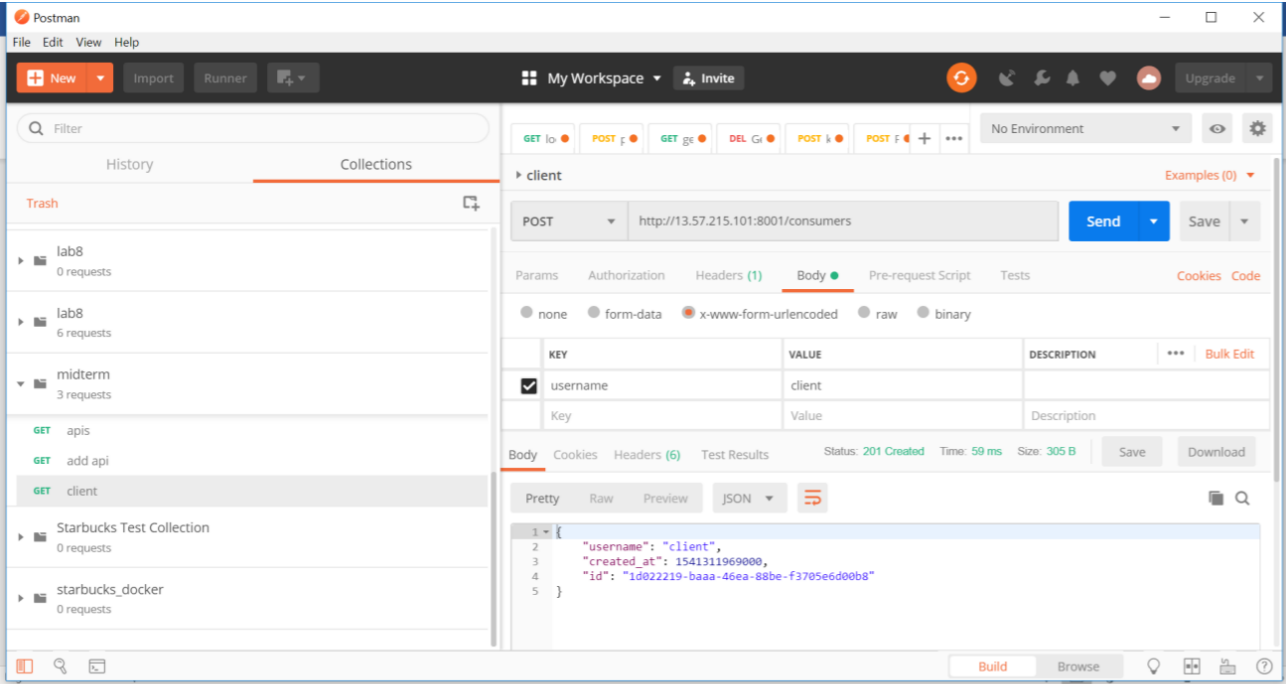 Postman
File Edit View Help
New Import Runner My Workspace Invite Upgrade
Filter
History Collections
Trash
lab8
0 requests
lab8
6 requests
midterm
3 requests
GET apis
GET add api
GET client
Starbucks Test Collection
0 requests
starbucks_docker
0 requests
GET POST GET ge DEL POST POST + ••• No Environment
client Examples (0)
POST http://13.57.215.101:8001/consumers Send Save
Params Authorization Headers (1) Body Pre-request Script Tests Cookies Code
none form-data x-www-form-urlencoded raw binary
KEY VALUE DESCRIPTION ••• Bulk Edit
username client
Key Value Description
Body Cookies Headers (6) Test Results Status: 201 Created Time: 59 ms Size: 305 B Save Download
Pretty Raw Preview JSON
1 {
2 "username": "client",
3 "created_at": 1541311969000,
4 "id": "1d022219-baaa-46ea-88be-f3705e6d00b8"
5 }
Build Browse